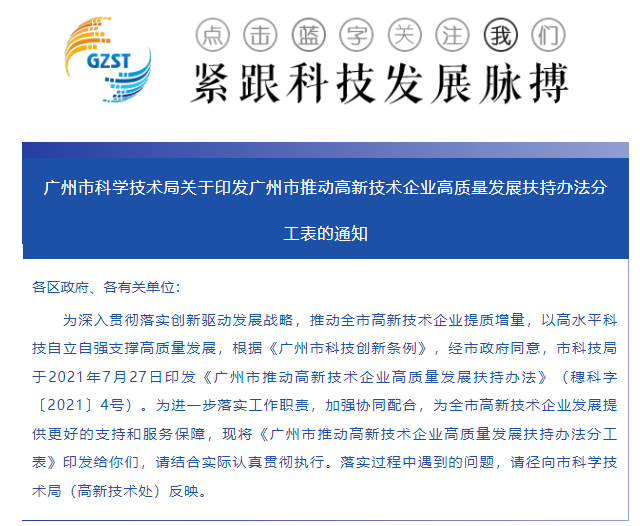 GZST
点击蓝字关注我们
紧跟科技发展脉搏
广州市科学技术局关于印发广州市推动高新技术企业高质量发展扶持办法分
工表的通知
各区政府、各有关单位：
为深入贯彻落实创新驱动发展战略，推动全市高新技术企业提质增量，以高水平科
技自立自强支撑高质量发展，根据《广州市科技创新条例》，经市政府同意，市科技局
于2021年7月27日印发《广州市推动高新技术企业高质量发展扶持办法》（穗科字
〔2021〕4号）。为进一步落实工作职责，加强协同配合，为全市高新技术企业发展提
供更好的支持和服务保障，现将《广州市推动高新技术企业高质量发展扶持办法分工
表》印发给你们，请结合实际认真贯彻执行。落实过程中遇到的问题，请径向市科学技
术局（高新技术处）反映。